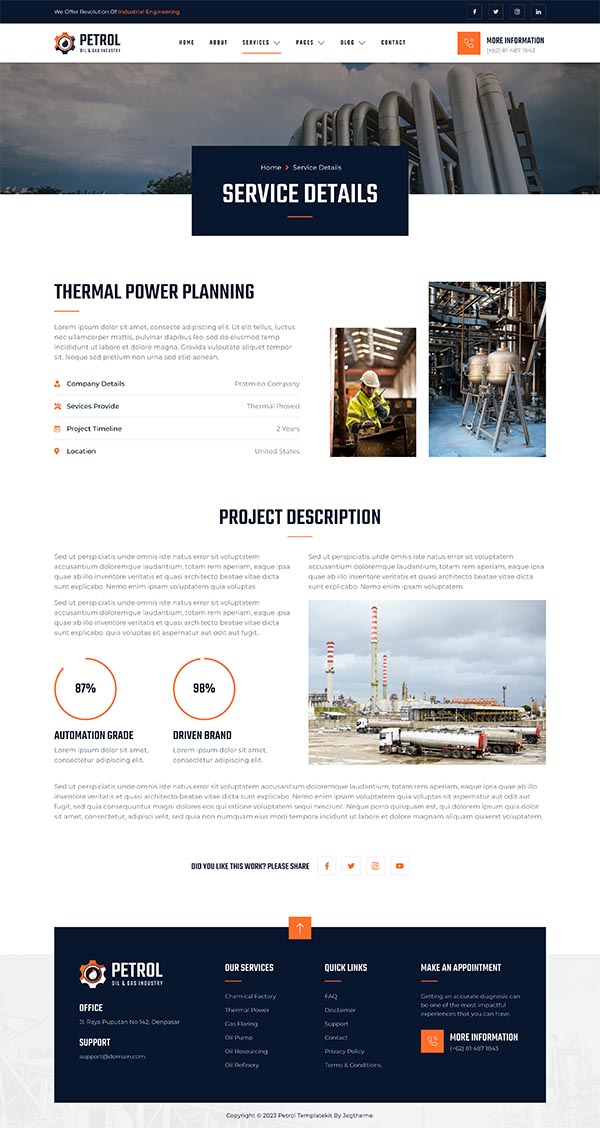 We Offer Revolution Of Industrial Engineering
PETROL
OIL & GAS INDUSTRY
HOME ABOUT SERVICES PAGES BLOG CONTACT
MORE INFORMATION
(+62) 81 487 1843
Home Service Details
SERVICE DETAILS
THERMAL POWER PLANNING
Lorem ipsum dolor sit amet, consecte adipiscing elit. Ut elit tellus, luctus
nec ullamcorper mattis, pulvinar dapibus leo. sed do eiusmod temp
incididunt ut labore et dolore magna. Gravida vulputate aliquet tempor
sit. Neque sed pretium non urna sed etid aenean.
Company Details Pratmina Company
Sevices Provide Thermal Proved
Project Timeline 2 Years
Location United States
PROJECT DESCRIPTION
Sed ut perspiciatis unde omnis iste natus error sit voluptatem
accusantium doloremque laudantium, totam rem aperiam, eaque ipsa
quae ab illo inventore veritatis et quasi architecto beatae vitae dicta
sunt explicabo. Nemo enim ipsam voluptatem quia voluptas.
Sed ut perspiciatis unde omnis iste natus error sit voluptatem
accusantium doloremque laudantium, totam rem aperiam, eaque ipsa
quae ab illo inventore veritatis et quasi architecto beatae vitae dicta
sunt explicabo. quia voluptas sit aspernatur aut odit aut fugit.
87%
AUTOMATION GRADE
Lorem ipsum dolor sit amet,
consectetur adipiscing elit.
98%
DRIVEN BRAND
Lorem ipsum dolor sit amet,
consectetur adipiscing elit.
Sed ut perspiciatis unde omnis iste natus error sit voluptatem
accusantium doloremque laudantium, totam rem aperiam, eaque ipsa
quae ab illo inventore veritatis et quasi architecto beatae vitae dicta
sunt explicabo. Nemo enim ipsam voluptatem.
Sed ut perspiciatis unde omnis iste natus error sit voluptatem accusantium doloremque laudantium, totam rem aperiam, eaque ipsa quae ab illo
inventore veritatis et quasi architecto beatae vitae dicta sunt explicabo. Nemo enim ipsam voluptatem quia voluptas sit aspernatur aut odit aut
fugit, sed quia consequuntur magni dolores eos qui ratione voluptatem sequi nesciunt. Neque porro quisquam est, qui dolorem ipsum quia dolor
sit amet, consectetur, adipisci velit, sed quia non numquam eius modi tempora incidunt ut labore et dolore magnam aliquam quaerat voluptatem.
DID YOU LIKE THIS WORK? PLEASE SHARE
PETROL
OIL & GAS INDUSTRY
OFFICE
Jl. Raya Puputan No 142, Denpasar
SUPPORT
support@domain.com
OUR SERVICES
Chemical Factory
Thermal Power
Gas Flaring
Oil Pump
Oil Resourcing
Oil Refinery
QUICK LINKS
FAQ
Disclaimer
Support
Contact
Privacy Policy
Terms & Conditions
MAKE AN APPOINTMENT
Getting an accurate diagnosis can
be one of the most impactful
experiences that you can have.
MORE INFORMATION
(+62) 81 487 1843
Copyright © 2023 Petrol Templatekit By Jegtheme.